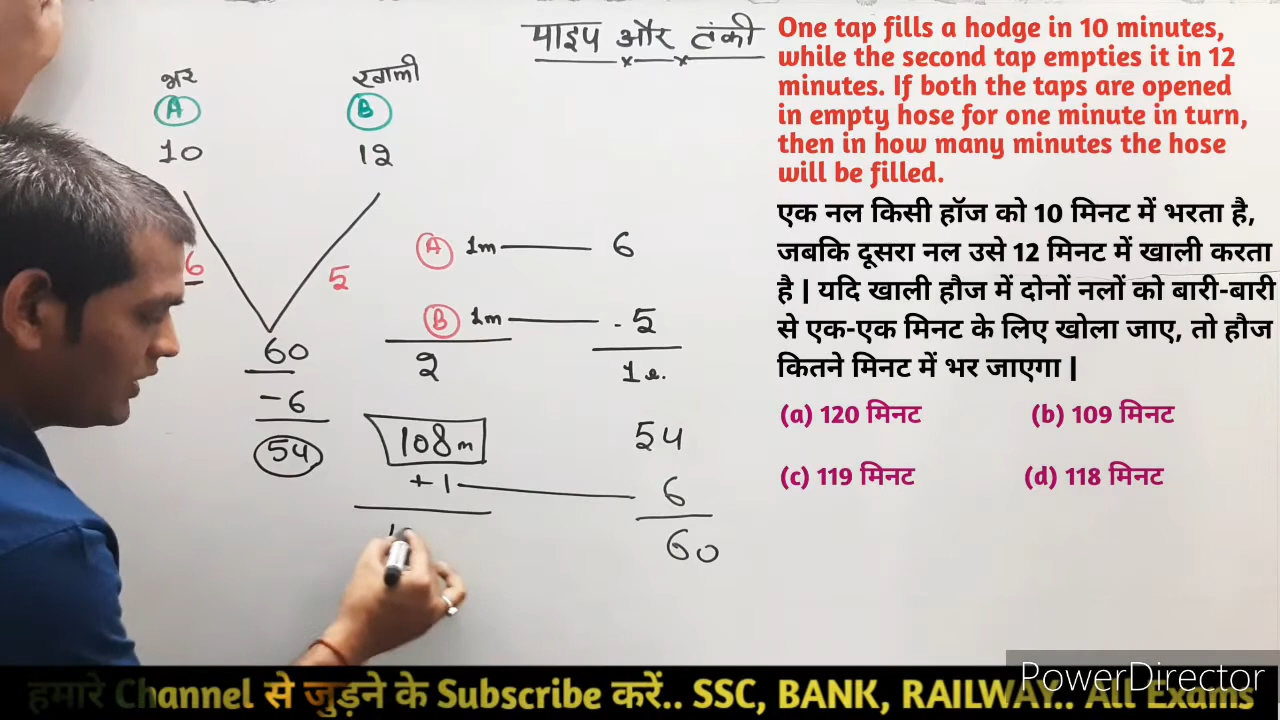 पाइप और टंकी
भर
A
10
खाली
B
12
6
5
60
-6
54
A 1m 6
B 1m - 5
2 1 ली.
108m 54
+1 6
60
One tap fills a hodge in 10 minutes,
while the second tap empties it in 12
minutes. If both the taps are opened
in empty hose for one minute in turn,
then in how many minutes the hose
will be filled.
एक नल किसी हॉज को 10 मिनट में भरता है,
जबकि दूसरा नल उसे 12 मिनट में खाली करता
है | यदि खाली हौज में दोनों नलों को बारी-बारी
से एक-एक मिनट के लिए खोला जाए, तो हौज
कितने मिनट में भर जाएगा |
(a) 120 मिनट (b) 109 मिनट
(c) 119 मिनट (d) 118 मिनट
PowerDirector
हमारे Channel से जुड़ने के Subscribe करें.. SSC, BANK, RAILWAY.. All Exams